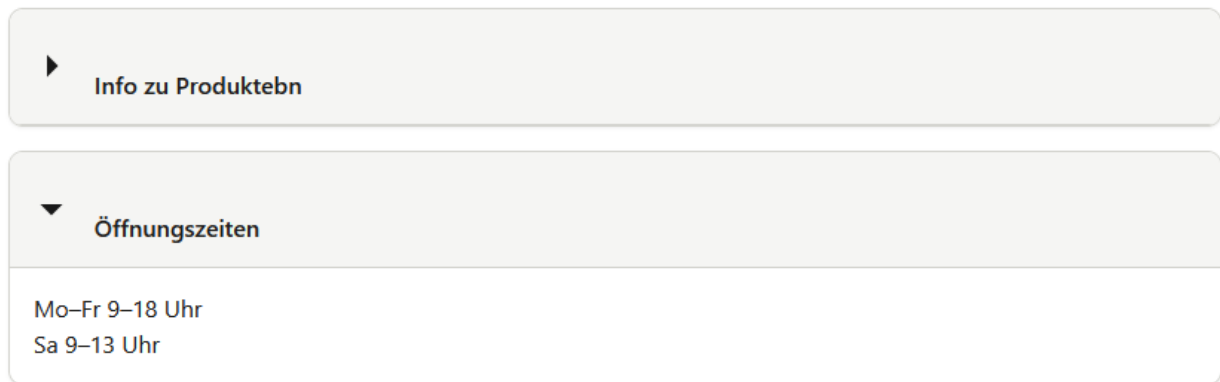 Info zu Produktebn
Öffnungszeiten
Mo–Fr 9–18 Uhr
Sa 9–13 Uhr